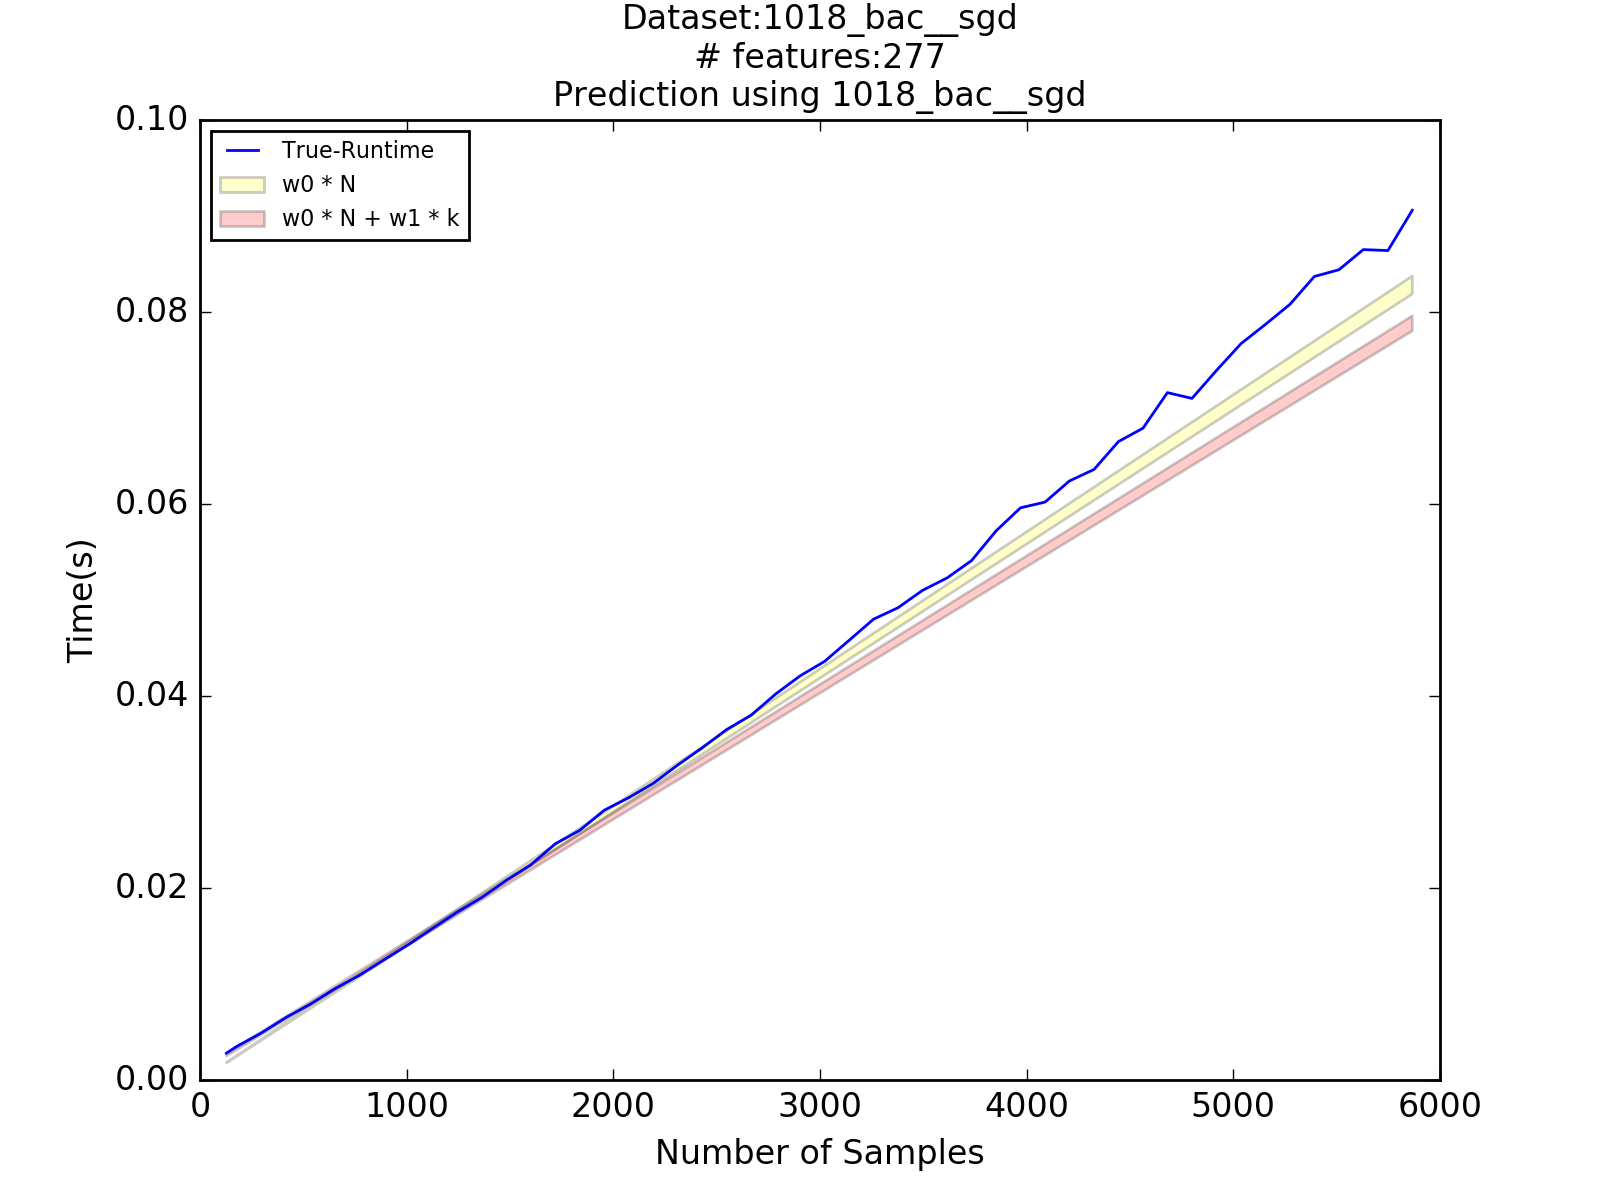 Dataset:1018_bac__sgd
# features:277
Prediction using 1018_bac__sgd
0.10
0.08
0.06
0.04
0.02
0.00
Time(s)
True-Runtime
w0 * N
w0 * N + w1 * k
0 1000 2000 3000 4000 5000 6000
Number of Samples